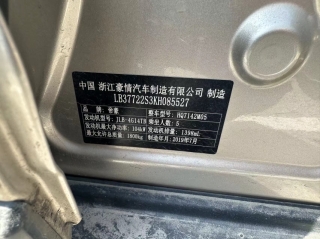 中国 浙江豪情汽车制造有限公司 制造
LB37722S3KH085527
品牌：帝豪 整车型号：HQ7142M05
发动机型号：JLB-4G14TB 乘坐人数：5
发动机最大净功率：104kW 发动机排量：1398mL
最大允许总质量：1800kg 制造年月：2019年7月